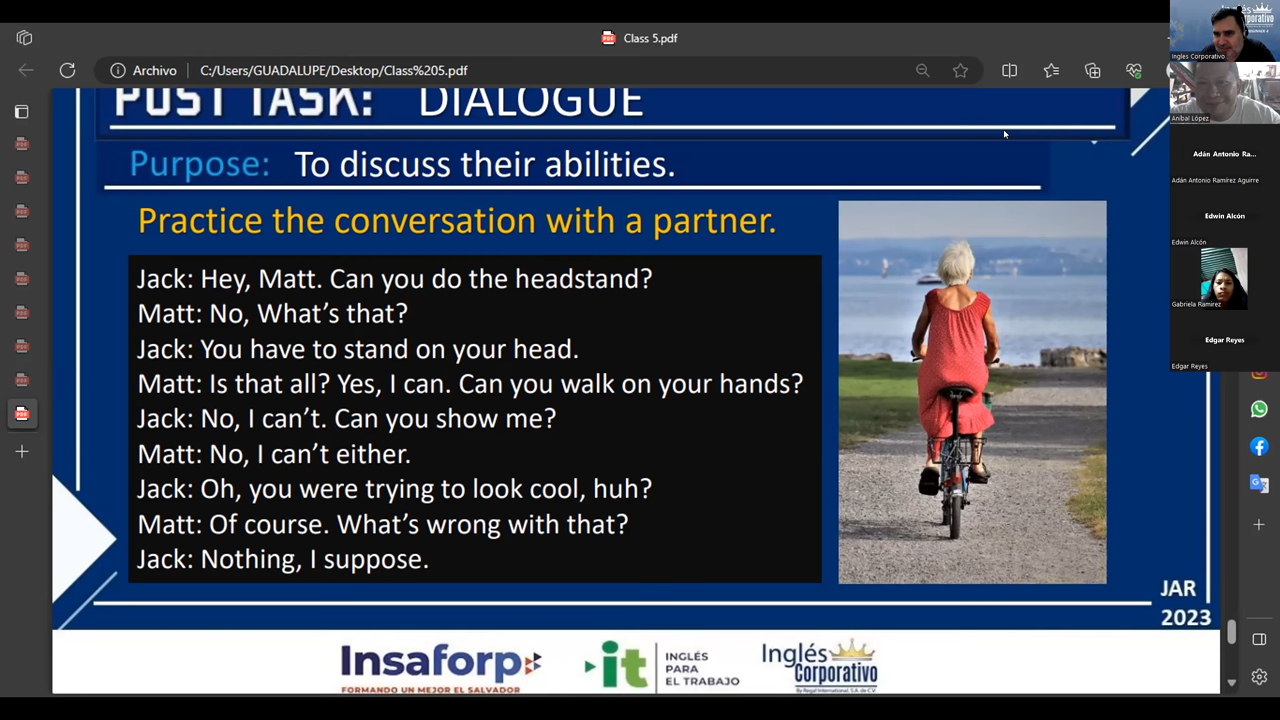 Class 5.pdf
Archivo
C:/Users/GUADALUPE/Desktop/Class%205.pdf
POST TASK: DIALOGUE
Purpose: To discuss their abilities.
Practice the conversation with a partner.
Jack: Hey, Matt. Can you do the headstand?
Matt: No, What's that?
Jack: You have to stand on your head.
Matt: Is that all? Yes, I can. Can you walk on your hands?
Jack: No, I can't. Can you show me?
Matt: No, I can't either.
Jack: Oh, you were trying to look cool, huh?
Matt: Of course. What's wrong with that?
Jack: Nothing, I suppose.
JAR
2023
Insaforp
FORMANDO UN MEJOR EL SALVADOR
it
INGLÉS
PARA
EL TRABAJO
Inglés
Corporativo
By Regal International, S.A. de C.V.
Ingles Corporativo
Anibal López
Adán Antonio Ra...
Adán Antonio Ramírez Aguirre
Edwin Alcón
Edwin Alcón
Gabriela Ramirez
Edgar Reyes
Edgar Reyes